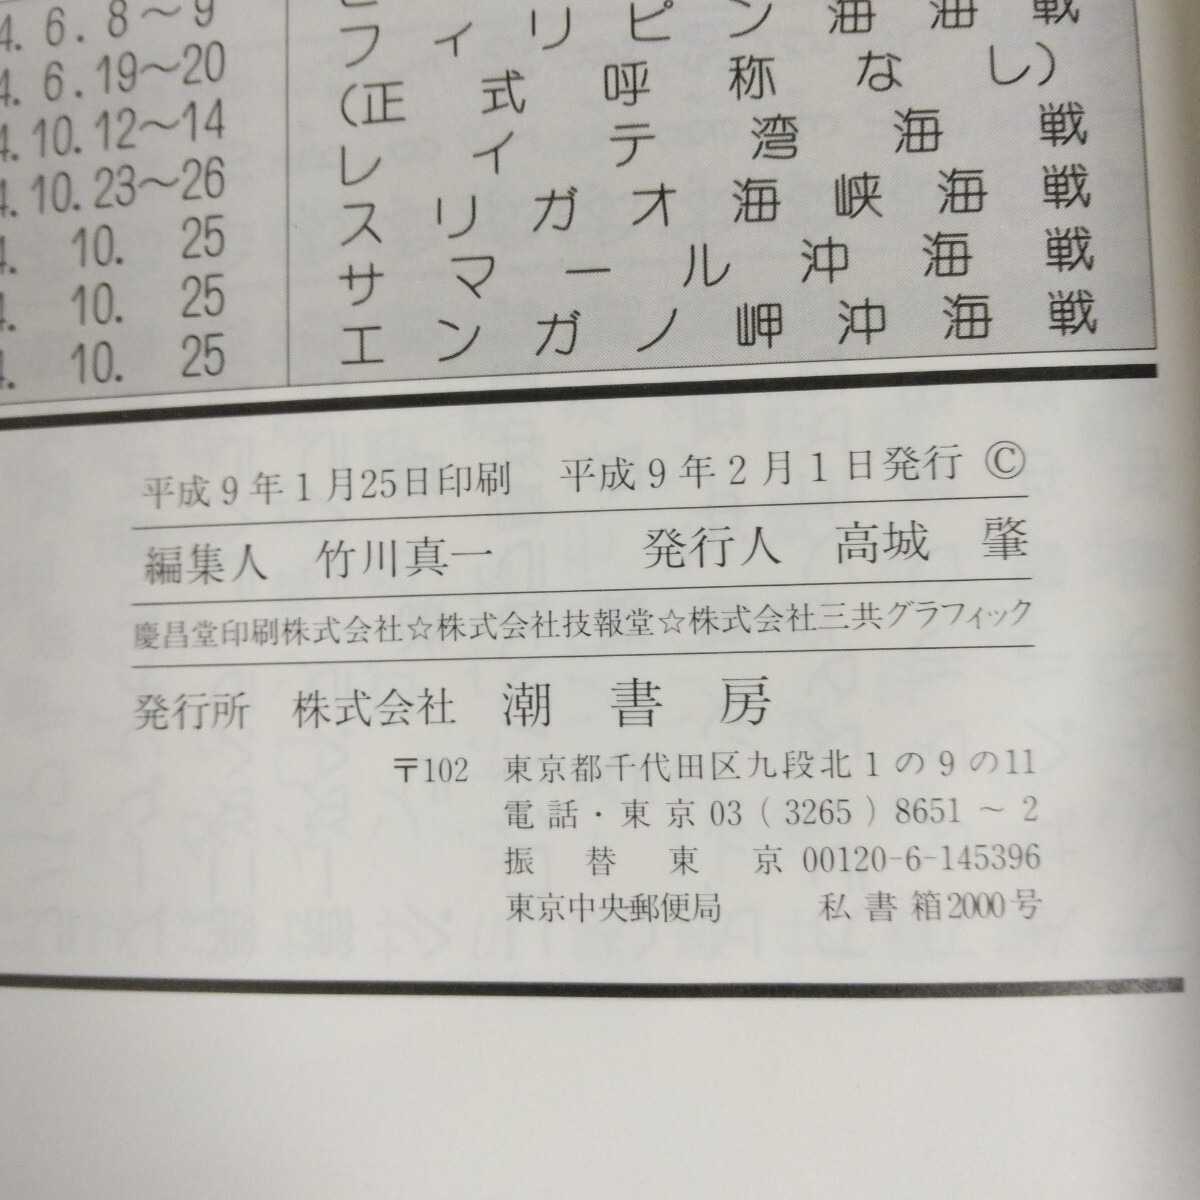 4. 6. 8～9
4. 6. 19～20 フィリピン海海戦
4. 10. 12～14 (正式呼称なし)
4. 10. 23～26 レイテ湾海戦
4. 10. 25 スリガオ海峡海戦
4. 10. 25 サマール沖海戦
4. 10. 25 エンガノ岬沖海戦
平成9年1月25日印刷 平成9年2月1日発行 ©
編集人 竹川真一 発行人 高城 肇
慶昌堂印刷株式会社☆株式会社技報堂☆株式会社三共グラフィック
発行所 株式会社 潮書房
〒102 東京都千代田区九段北1の9の11
電話・東京03(3265)8651～2
振替東京00120-6-145396
東京中央郵便局 私書箱2000号